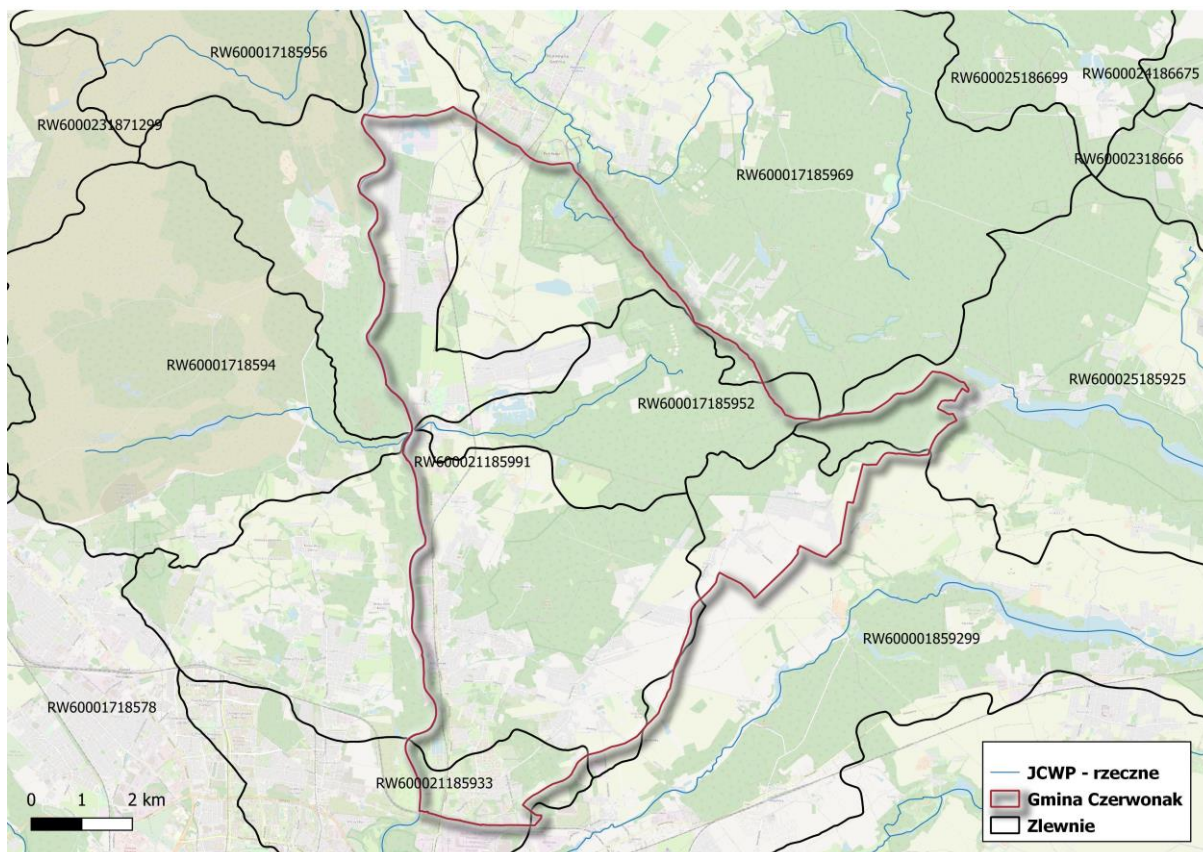 RW600017185956
RW600025186699
RW600024186675
RW6000231871299
RW60002318666
RW600017185969
RW60001718594
RW600025185925
RW600017185952
RW600021185991
RW600001859299
RW60001718578
RW600021185933
0 1 2 km
JCWP - rzeczne
Gmina Czerwonak
Zlewnie